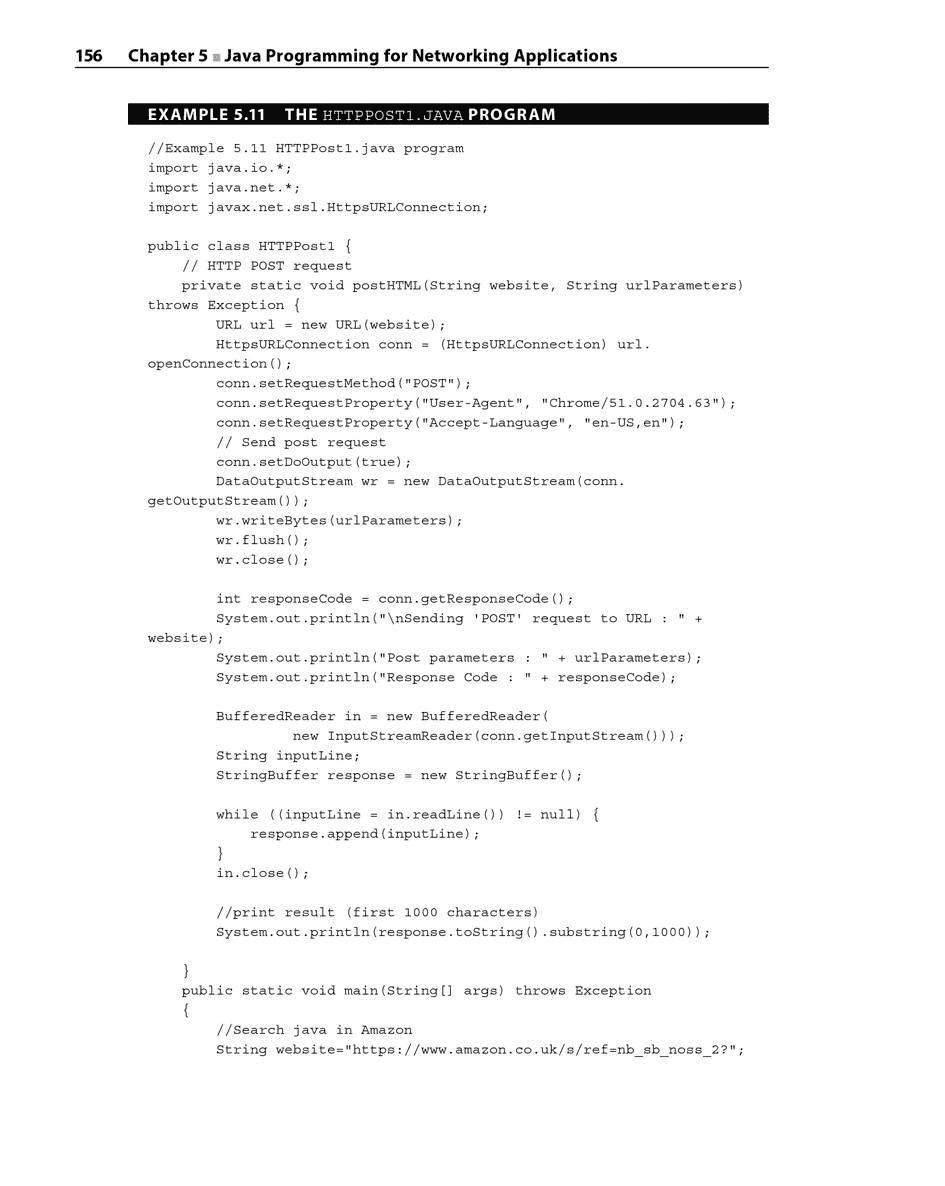 156 Chapter 5 ■ Java Programming for Networking Applications
EXAMPLE 5.11 THE HTTPPOST1.JAVA PROGRAM
//Example 5.11 HTTPPost1.java program
import java.io.*;
import java.net.*;
import javax.net.ssl.HttpsURLConnection;
public class HTTPPost1 {
// HTTP POST request
private static void postHTML(String website, String urlParameters)
throws Exception {
URL url = new URL(website);
HttpsURLConnection conn = (HttpsURLConnection) url.
openConnection();
conn.setRequestMethod("POST");
conn.setRequestProperty("User-Agent", "Chrome/51.0.2704.63");
conn.setRequestProperty("Accept-Language", "en-US,en");
// Send post request
conn.setDoOutput(true);
DataOutputStream wr = new DataOutputStream(conn.
getOutputStream());
wr.writeBytes(urlParameters);
wr.flush();
wr.close();
int responseCode = conn.getResponseCode();
System.out.println("\nSending 'POST' request to URL : " +
website);
System.out.println("Post parameters : " + urlParameters);
System.out.println("Response Code : " + responseCode);
BufferedReader in = new BufferedReader(
new InputStreamReader(conn.getInputStream()));
String inputLine;
StringBuffer response = new StringBuffer();
while ((inputLine = in.readLine()) != null) {
response.append(inputLine);
}
in.close();
//print result (first 1000 characters)
System.out.println(response.toString().substring(0,1000));
}
public static void main(String[] args) throws Exception
{
//Search java in Amazon
String website="https://www.amazon.co.uk/s/ref=nb_sb_noss_2?";